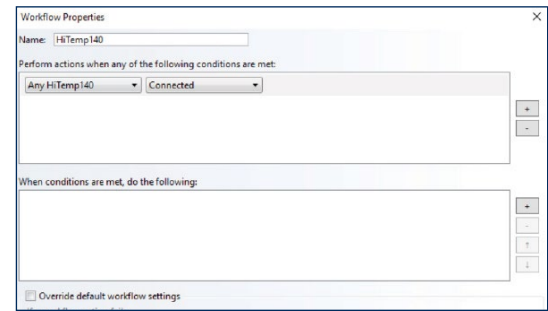 Workflow Properties
Name: HiTemp140
Perform actions when any of the following conditions are met:
Any HiTemp140 Connected
+
-
When conditions are met, do the following:
+
-
↑
↓
Override default workflow settings